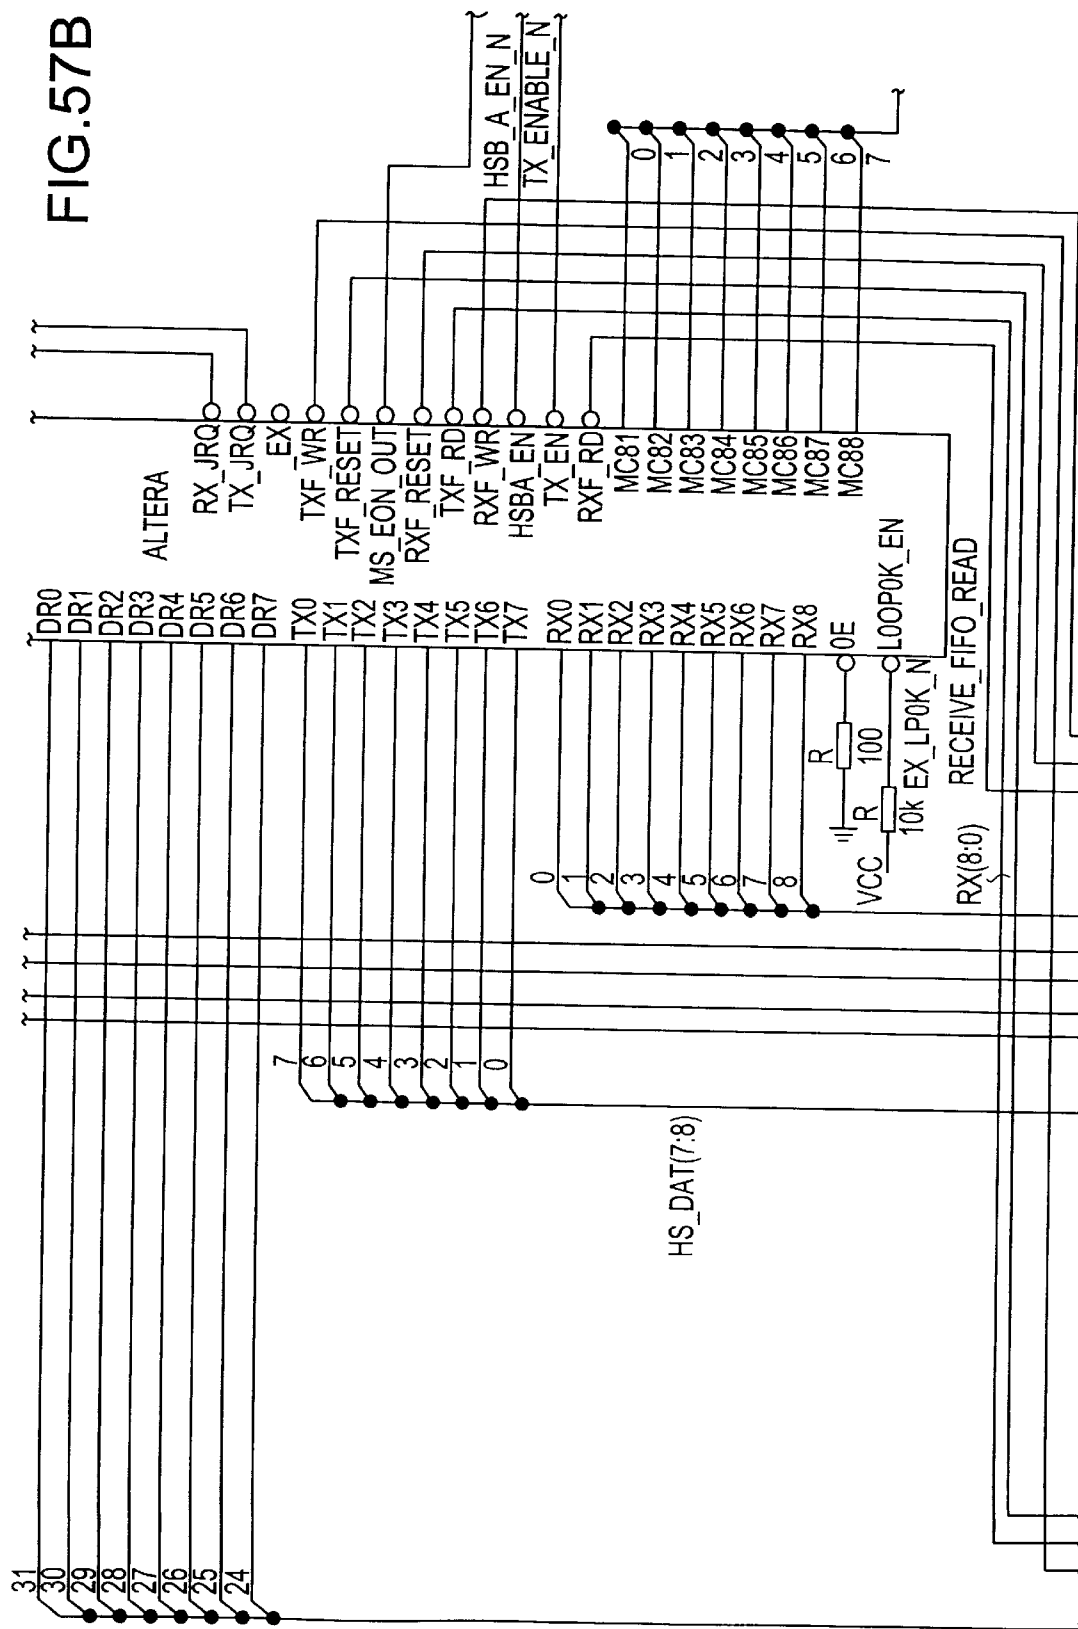 FIG.57B
HSB_A_EN_N
TX_ENABLE_N
0
1
2
3
4
5
6
7
ALTERA
RX_JRQ
TX_JRQ
EX
TXF_WR
TXF_RESET
MS_EON_OUT
RXF_RESET
TXF_RD
RXF_WR
HSBA_EN
TX_EN
RXF_RD
MC81
MC82
MC83
MC84
MC85
MC86
MC87
MC88
DR0
DR1
DR2
DR3
DR4
DR5
DR6
DR7
TX0
TX1
TX2
TX3
TX4
TX5
TX6
TX7
RX0
RX1
RX2
RX3
RX4
RX5
RX6
RX7
RX8
OE
LOOP0K_EN
R
100
R
10k
EX_LP0K_N
VCC
RECEIVE_FIFO_READ
RX(8:0)
0
1
2
3
4
5
6
7
8
7
6
5
4
3
2
1
0
HS_DAT(7:8)
31
30
29
28
27
26
25
24